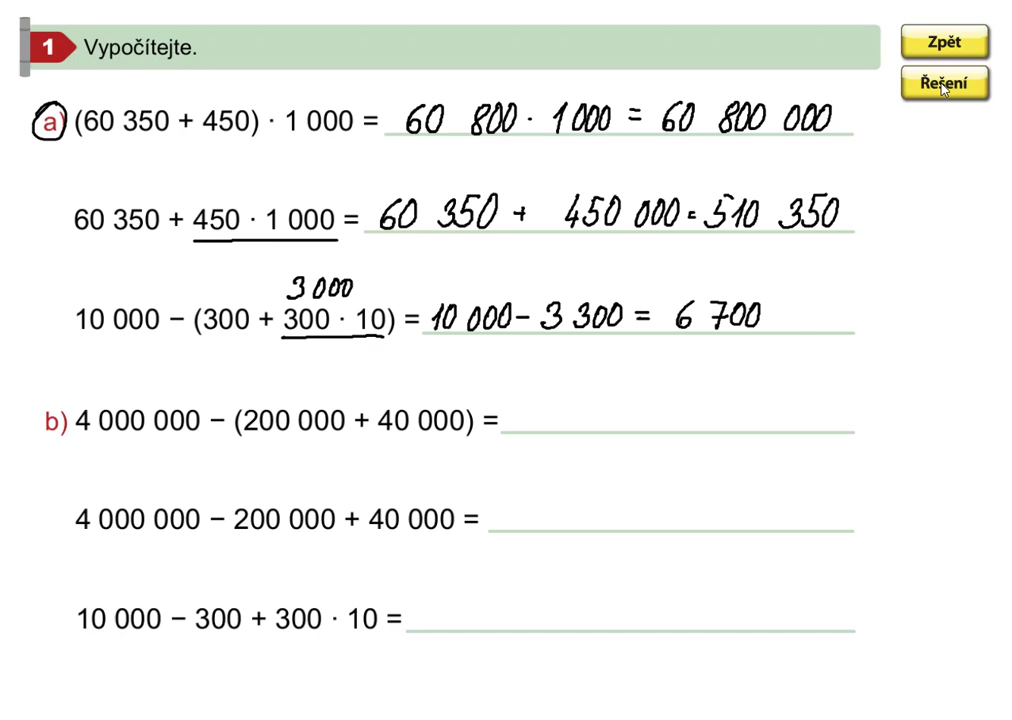 1 Vypočítejte.
Zpět
Řešení
a) (60 350 + 450) · 1 000 = 60 800 · 1 000 = 60 800 000
60 350 + 450 · 1 000 = 60 350 + 450 000 = 510 350
3 000
10 000 − (300 + 300 · 10) = 10 000 − 3 300 = 6 700
b) 4 000 000 − (200 000 + 40 000) =
4 000 000 − 200 000 + 40 000 =
10 000 − 300 + 300 · 10 =